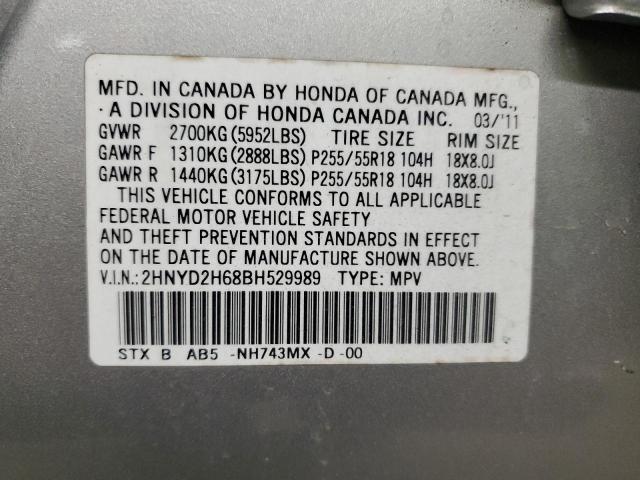 MFD. IN CANADA BY HONDA OF CANADA MFG.,
· A DIVISION OF HONDA CANADA INC. 03/'11
GVWR 2700KG(5952LBS) TIRE SIZE RIM SIZE
GAWR F 1310KG(2888LBS) P255/55R18 104H 18X8.0J
GAWR R 1440KG(3175LBS) P255/55R18 104H 18X8.0J
THIS VEHICLE CONFORMS TO ALL APPLICABLE
FEDERAL MOTOR VEHICLE SAFETY
AND THEFT PREVENTION STANDARDS IN EFFECT
ON THE DATE OF MANUFACTURE SHOWN ABOVE.
V.I.N.:2HNYD2H68BH529989 TYPE: MPV
STX B AB5 -NH743MX -D -00